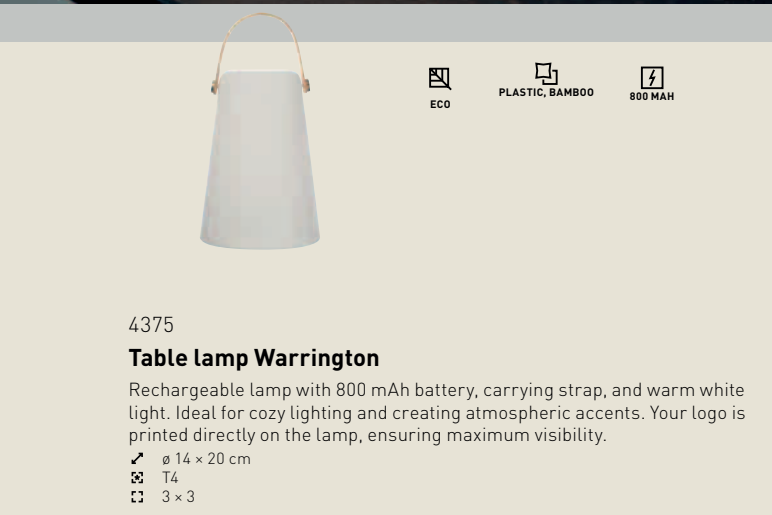 ECO
PLASTIC, BAMBOO
800 MAH
4375
Table lamp Warrington
Rechargeable lamp with 800 mAh battery, carrying strap, and warm white
light. Ideal for cozy lighting and creating atmospheric accents. Your logo is
printed directly on the lamp, ensuring maximum visibility.
ø 14 × 20 cm
T4
3 × 3